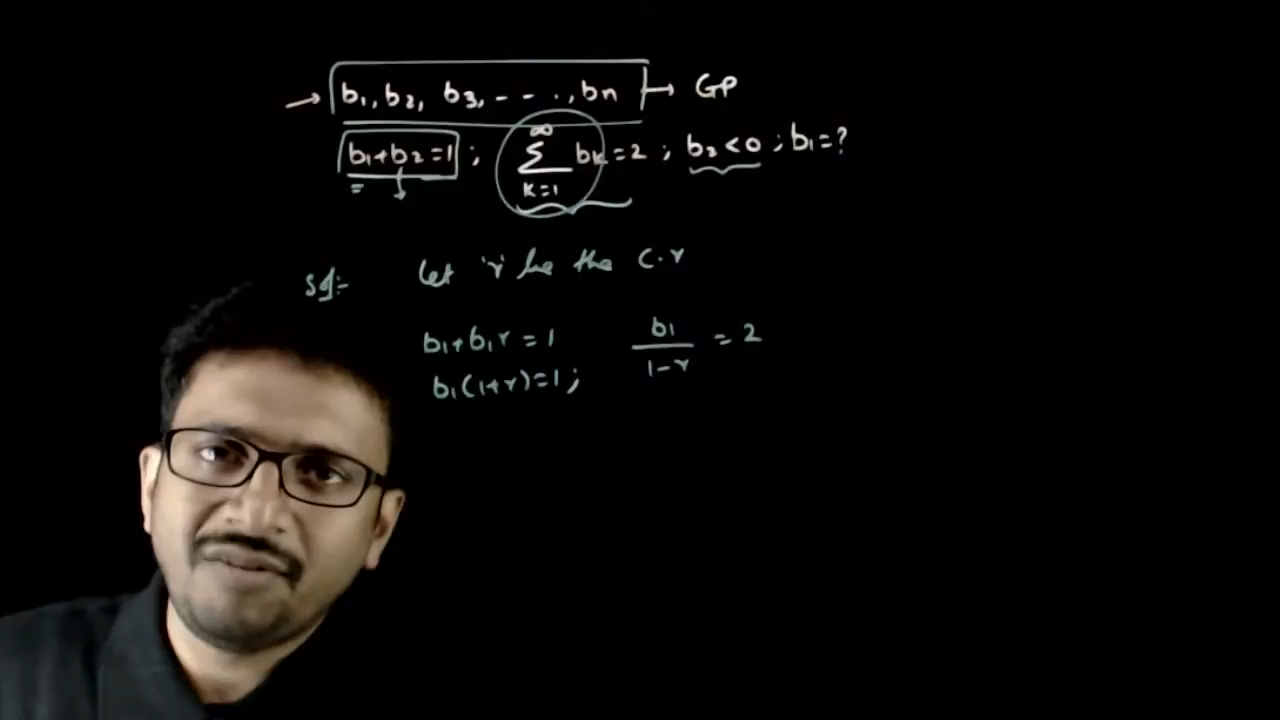 b₁, b₂, b₃, - - ·, bₙ → GP
b₁+b₂=1 ; ∞ Σ k=1 bₖ=2 ; b₂<0 ; b₁=?
Sol:- Let 'r' be the C.r
b₁+b₁r=1 b₁/1-r = 2
b₁(1+r)=1;